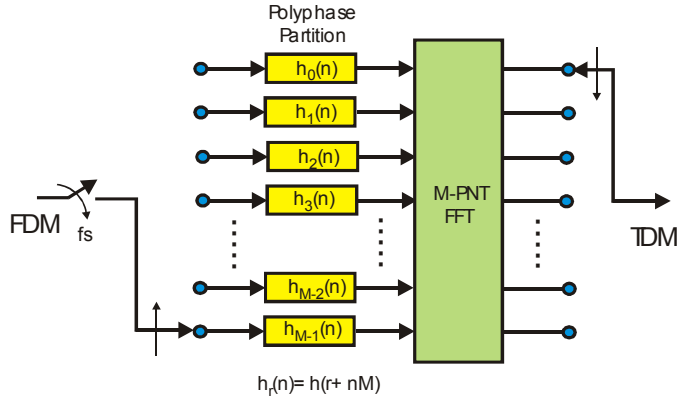 Polyphase
Partition
h0(n)
h1(n)
h2(n)
h3(n)
hM-2(n)
hM-1(n)
M-PNT
FFT
FDM
fs
TDM
hr(n)= h(r+ nM)